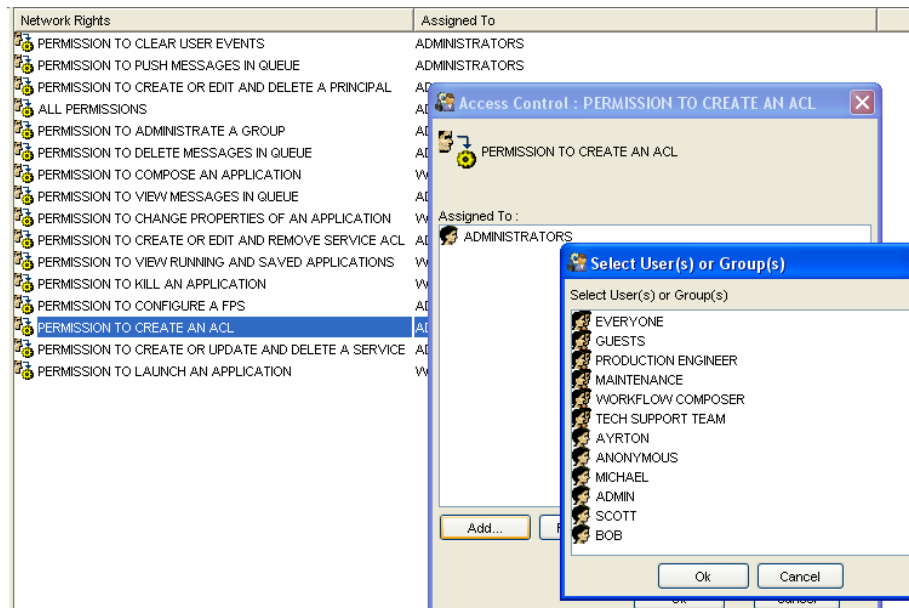 Network Rights Assigned To
PERMISSION TO CLEAR USER EVENTS ADMINISTRATORS
PERMISSION TO PUSH MESSAGES IN QUEUE ADMINISTRATORS
PERMISSION TO CREATE OR EDIT AND DELETE A PRINCIPAL
ALL PERMISSIONS
PERMISSION TO ADMINISTRATE A GROUP
PERMISSION TO DELETE MESSAGES IN QUEUE
PERMISSION TO COMPOSE AN APPLICATION
PERMISSION TO VIEW MESSAGES IN QUEUE
PERMISSION TO CHANGE PROPERTIES OF AN APPLICATION
PERMISSION TO CREATE OR EDIT AND REMOVE SERVICE ACL
PERMISSION TO VIEW RUNNING AND SAVED APPLICATIONS
PERMISSION TO KILL AN APPLICATION
PERMISSION TO CONFIGURE A FPS
PERMISSION TO CREATE AN ACL
PERMISSION TO CREATE OR UPDATE AND DELETE A SERVICE
PERMISSION TO LAUNCH AN APPLICATION
Access Control : PERMISSION TO CREATE AN ACL
PERMISSION TO CREATE AN ACL
Assigned To :
ADMINISTRATORS
Add...
Select User(s) or Group(s)
Select User(s) or Group(s)
EVERYONE
GUESTS
PRODUCTION ENGINEER
MAINTENANCE
WORKFLOW COMPOSER
TECH SUPPORT TEAM
AYRTON
ANONYMOUS
MICHAEL
ADMIN
SCOTT
BOB
Ok Cancel